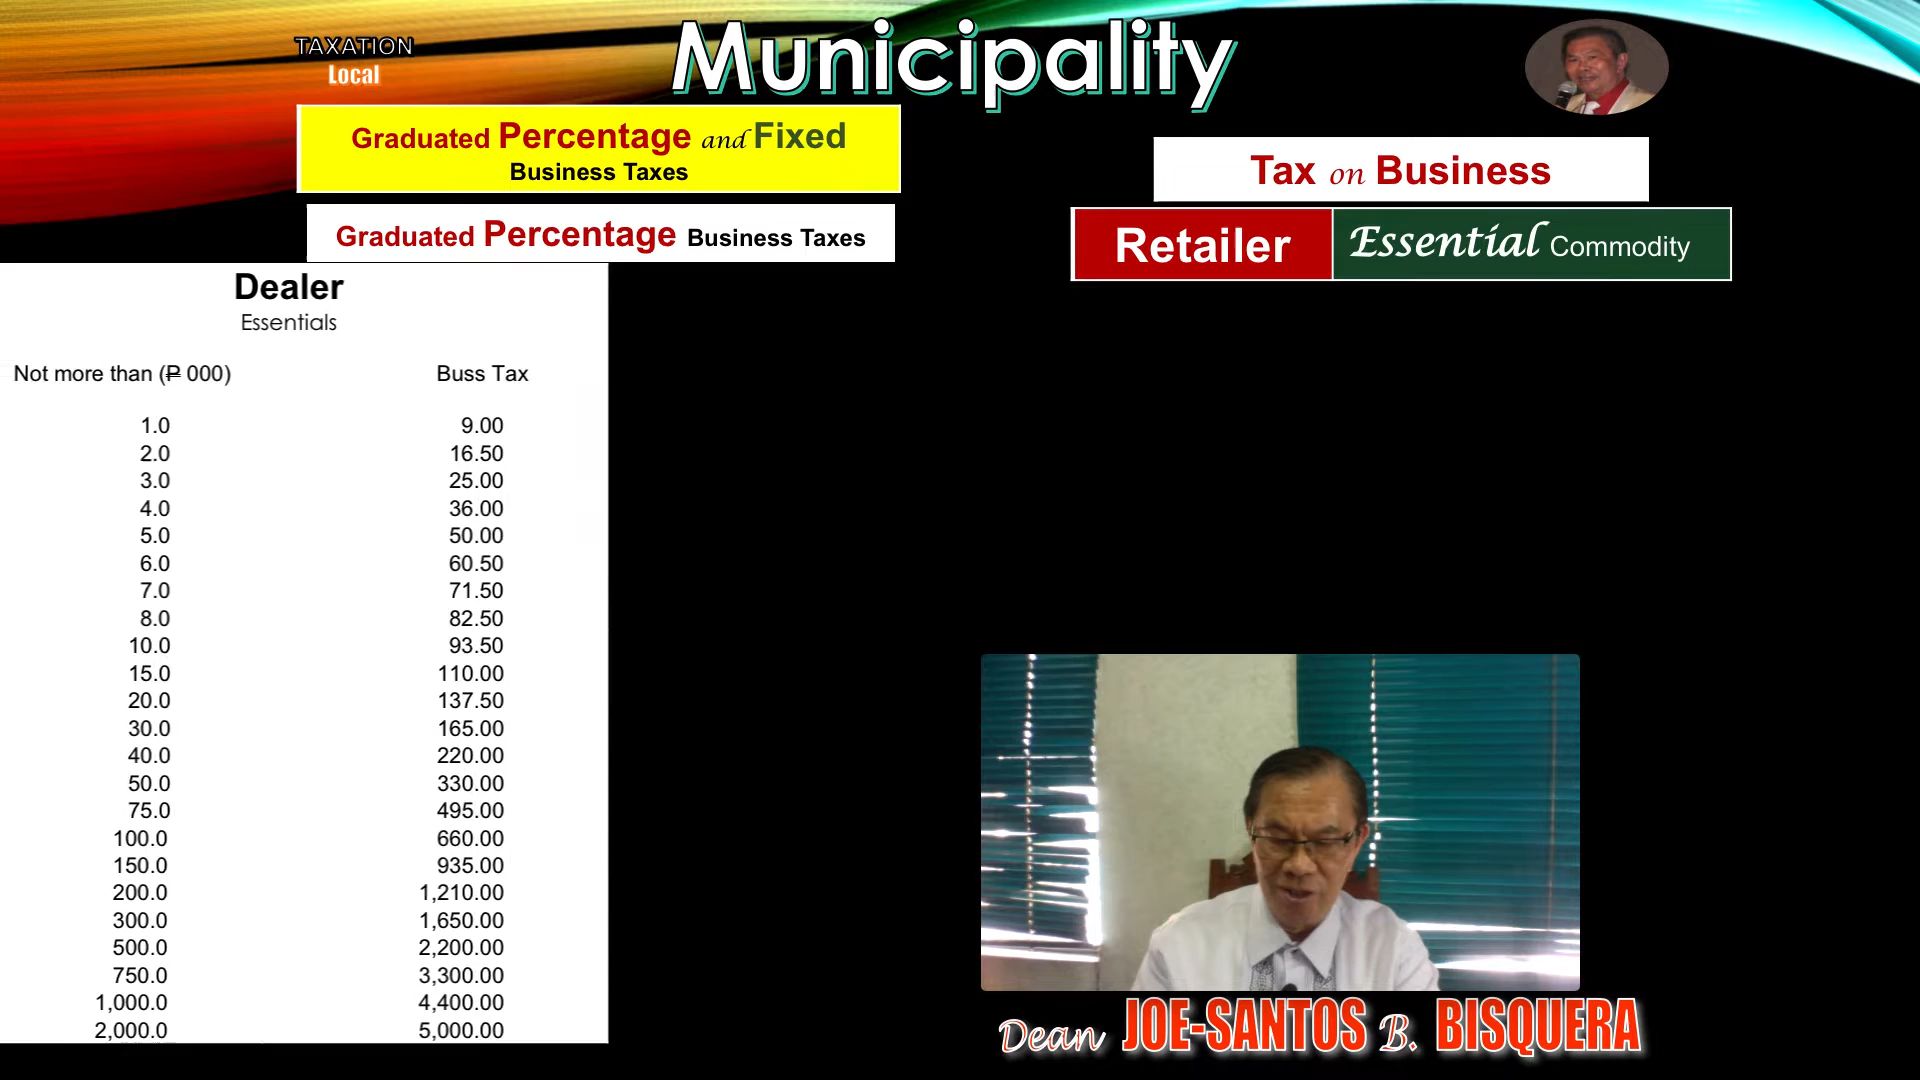 TAXATION
Local
Municipality
Graduated Percentage and Fixed
Business Taxes
Graduated Percentage Business Taxes
Tax on Business
Retailer Essential Commodity
Dealer
Essentials
Not more than (₱ 000) Buss Tax
1.0 9.00
2.0 16.50
3.0 25.00
4.0 36.00
5.0 50.00
6.0 60.50
7.0 71.50
8.0 82.50
10.0 93.50
15.0 110.00
20.0 137.50
30.0 165.00
40.0 220.00
50.0 330.00
75.0 495.00
100.0 660.00
150.0 935.00
200.0 1,210.00
300.0 1,650.00
500.0 2,200.00
750.0 3,300.00
1,000.0 4,400.00
2,000.0 5,000.00
Dean JOE-SANTOS B. BISQUERA